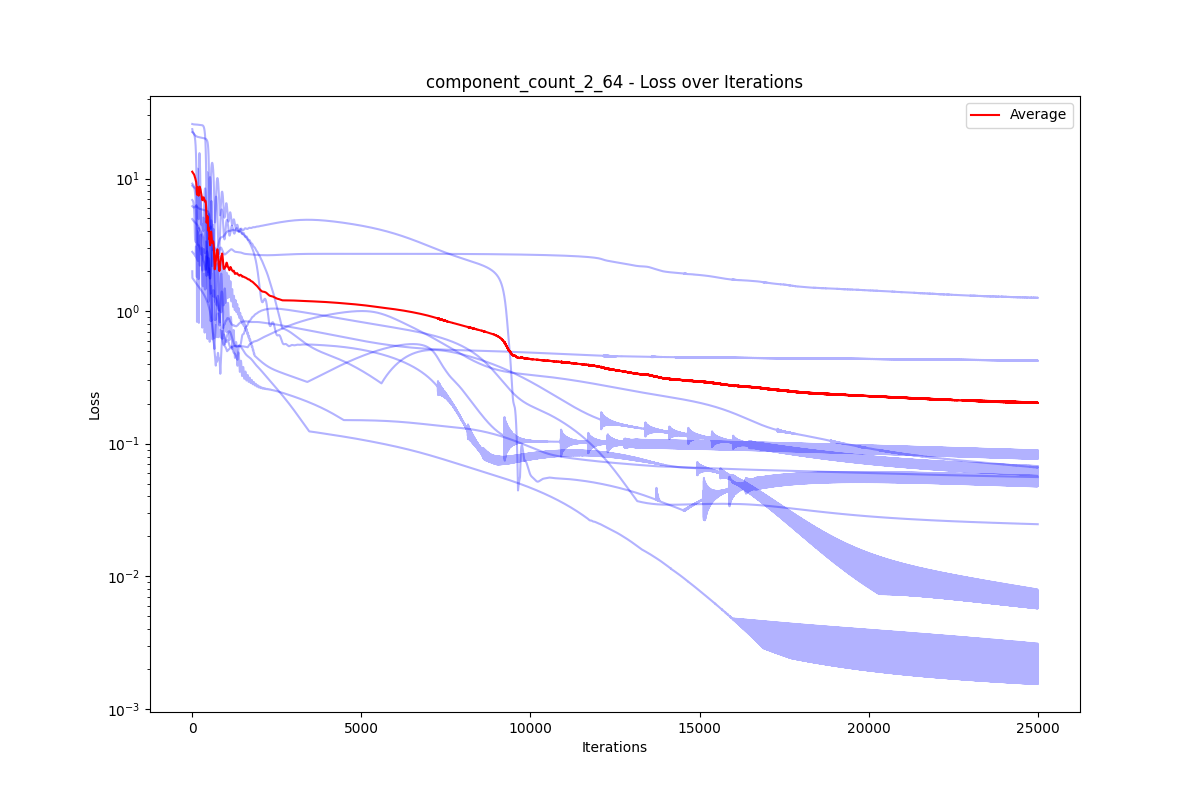 component_count_2_64 - Loss over Iterations
Average
Loss
10¹
10⁰
10⁻¹
10⁻²
10⁻³
0 5000 10000 15000 20000 25000
Iterations